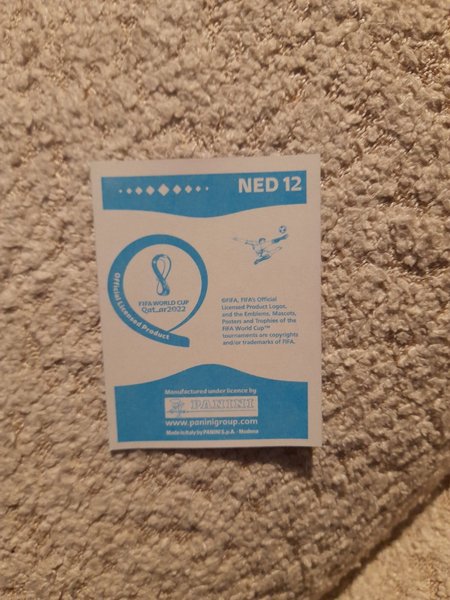 NED 12
Official Licensed Product
FIFA WORLD CUP
Qatar2022
©FIFA, FIFA's Official
Licensed Product Logos,
and the Emblems, Mascots,
Posters and Trophies of the
FIFA World Cup™
tournaments are copyrights
and/or trademarks of FIFA.
Manufactured under licence by
PANINI
www.paninigroup.com
Made in Italy by PANINI S.p.A. - Modena